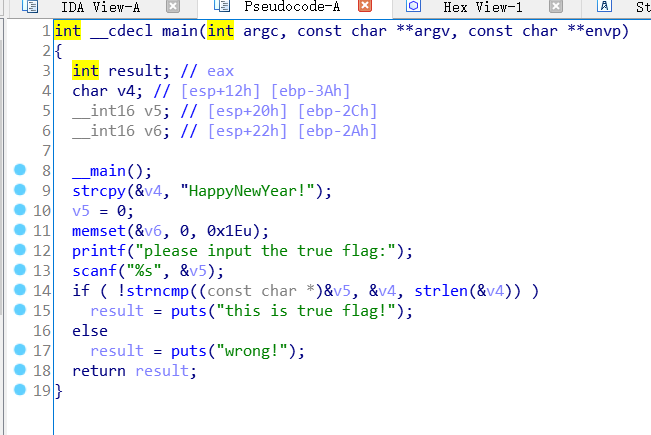 IDA View-A Pseudocode-A Hex View-1 A St
1 int __cdecl main(int argc, const char **argv, const char **envp)
2 {
3 int result; // eax
4 char v4; // [esp+12h] [ebp-3Ah]
5 __int16 v5; // [esp+20h] [ebp-2Ch]
6 __int16 v6; // [esp+22h] [ebp-2Ah]
7
8 __main();
9 strcpy(&v4, "HappyNewYear!");
10 v5 = 0;
11 memset(&v6, 0, 0x1Eu);
12 printf("please input the true flag:");
13 scanf("%s", &v5);
14 if ( !strncmp((const char *)&v5, &v4, strlen(&v4)) )
15 result = puts("this is true flag!");
16 else
17 result = puts("wrong!");
18 return result;
19 }